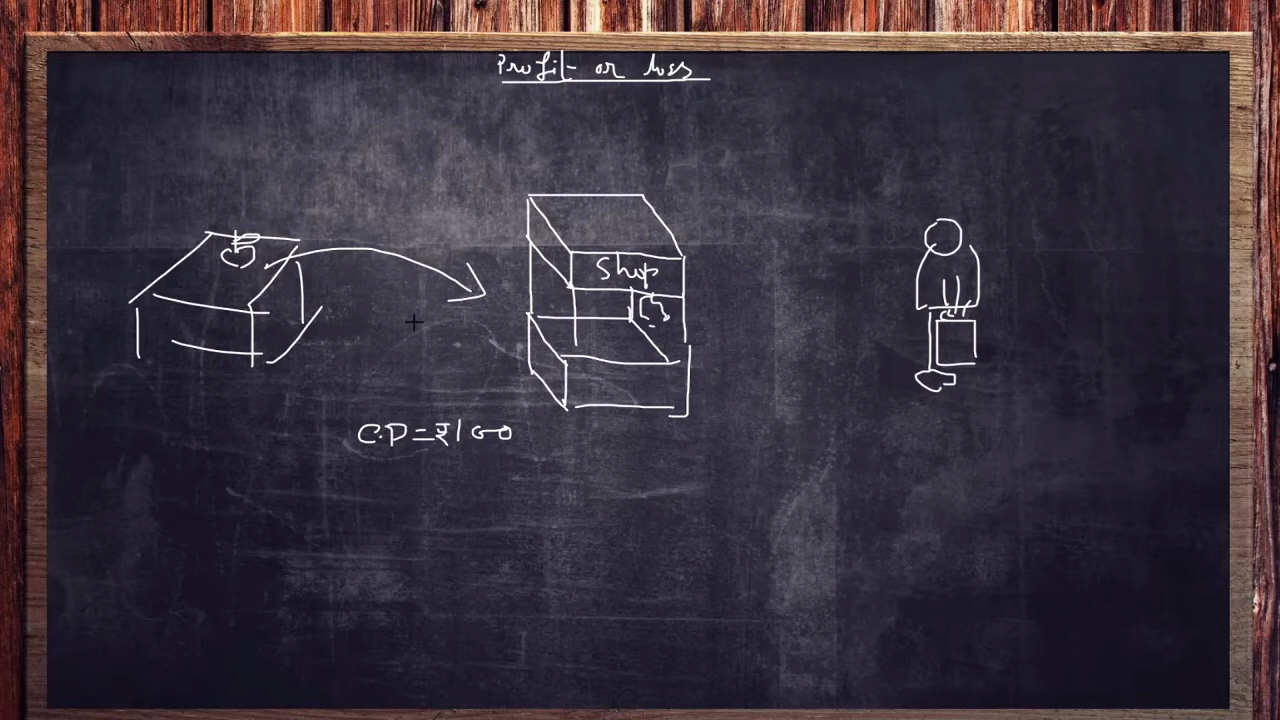 Profit or loss
Shop
C.P = ₹100